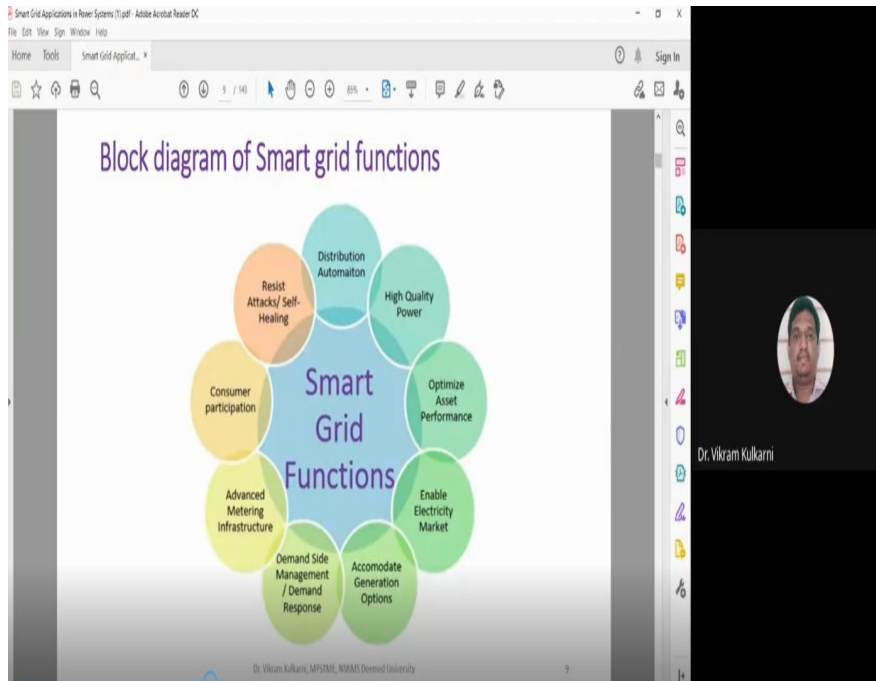 Smart Grid Applications in Power Systems (1).pdf - Adobe Acrobat Reader DC
File Edit View Sign Window Help
Home Tools Smart Grid Applicat... × Sign In
9 / 143 85%
Block diagram of Smart grid functions
Distribution
Automaiton
High Quality
Power
Optimize
Asset
Performance
Enable
Electricity
Market
Accomodate
Generation
Options
Demand Side
Management
/ Demand
Response
Advanced
Metering
Infrastructure
Consumer
participation
Resist
Attacks/ Self-
Healing
Smart
Grid
Functions
Dr. Vikram Kulkarni, MPSTME, NMIMS Deemed University 9
Dr. Vikram Kulkarni